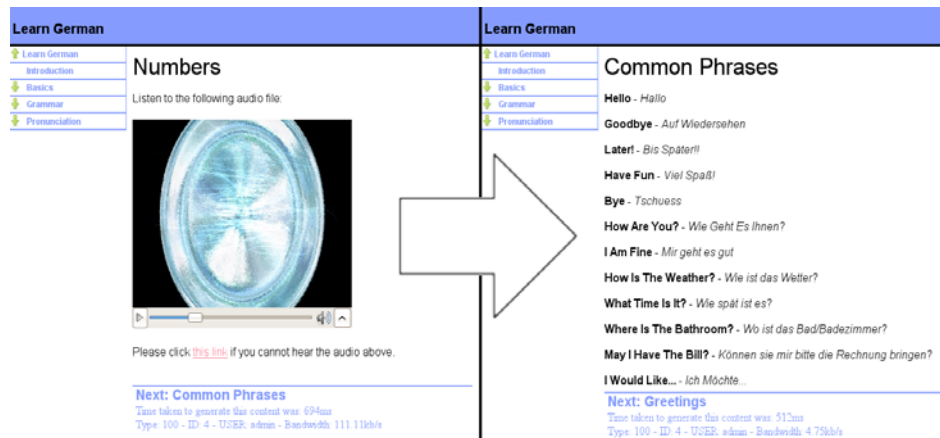 Learn German
Learn German
Introduction
Basics
Grammar
Pronunciation
Numbers
Listen to the following audio file:
Please click this link if you cannot hear the audio above.
Next: Common Phrases
Time taken to generate this content was: 694ms
Type: 100 - ID: 4 - USER: admin - Bandwidth: 111.11kb/s
Learn German
Learn German
Introduction
Basics
Grammar
Pronunciation
Common Phrases
Hello - Hallo
Goodbye - Auf Wiedersehen
Later! - Bis Später!!
Have Fun - Viel Spaß!
Bye - Tschuess
How Are You? - Wie Geht Es Ihnen?
I Am Fine - Mir geht es gut
How Is The Weather? - Wie ist das Wetter?
What Time Is It? - Wie spät ist es?
Where Is The Bathroom? - Wo ist das Bad/Badezimmer?
May I Have The Bill? - Können sie mir bitte die Rechnung bringen?
I Would Like... - Ich Möchte...
Next: Greetings
Time taken to generate this content was: 512ms
Type: 100 - ID: 4 - USER: admin - Bandwidth: 4.75kb/s